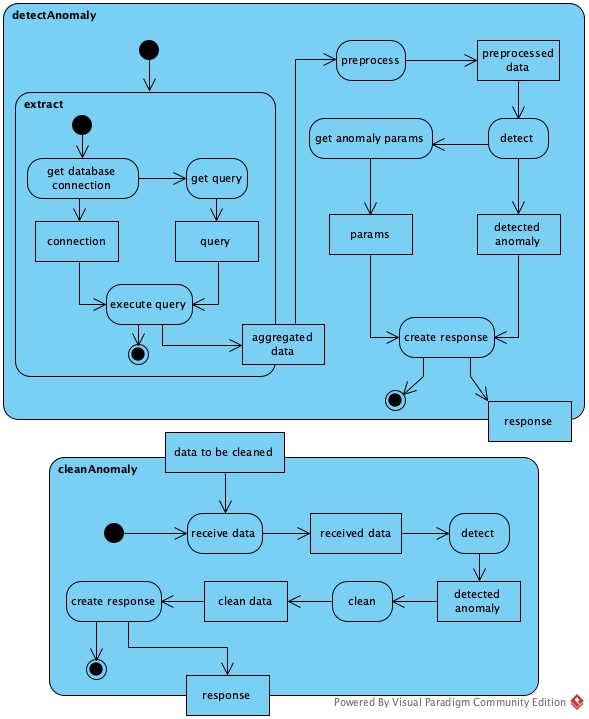 detectAnomaly
extract
get database
connection
get query
connection
query
execute query
aggregated
data
preprocess
preprocessed
data
get anomaly params
detect
params
detected
anomaly
create response
response
data to be cleaned
cleanAnomaly
receive data
received data
detect
create response
clean data
clean
detected
anomaly
response
Powered By Visual Paradigm Community Edition